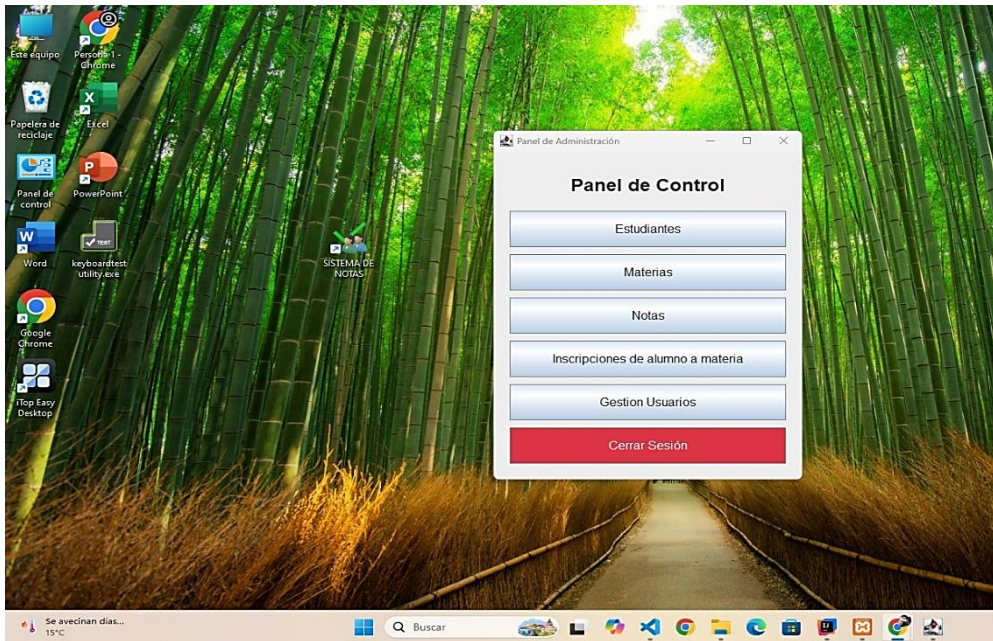 Este equipo
Persona 1 -
Chrome
Papelera de
reciclaje
Excel
Panel de
control
PowerPoint
Word
keyboardtest
utility.exe
Google
Chrome
iTop Easy
Desktop
SISTEMA DE
NOTAS
Panel de Administración
Panel de Control
Estudiantes
Materias
Notas
Inscripciones de alumno a materia
Gestion Usuarios
Cerrar Sesión
Se avecinan días...
15°C
Buscar